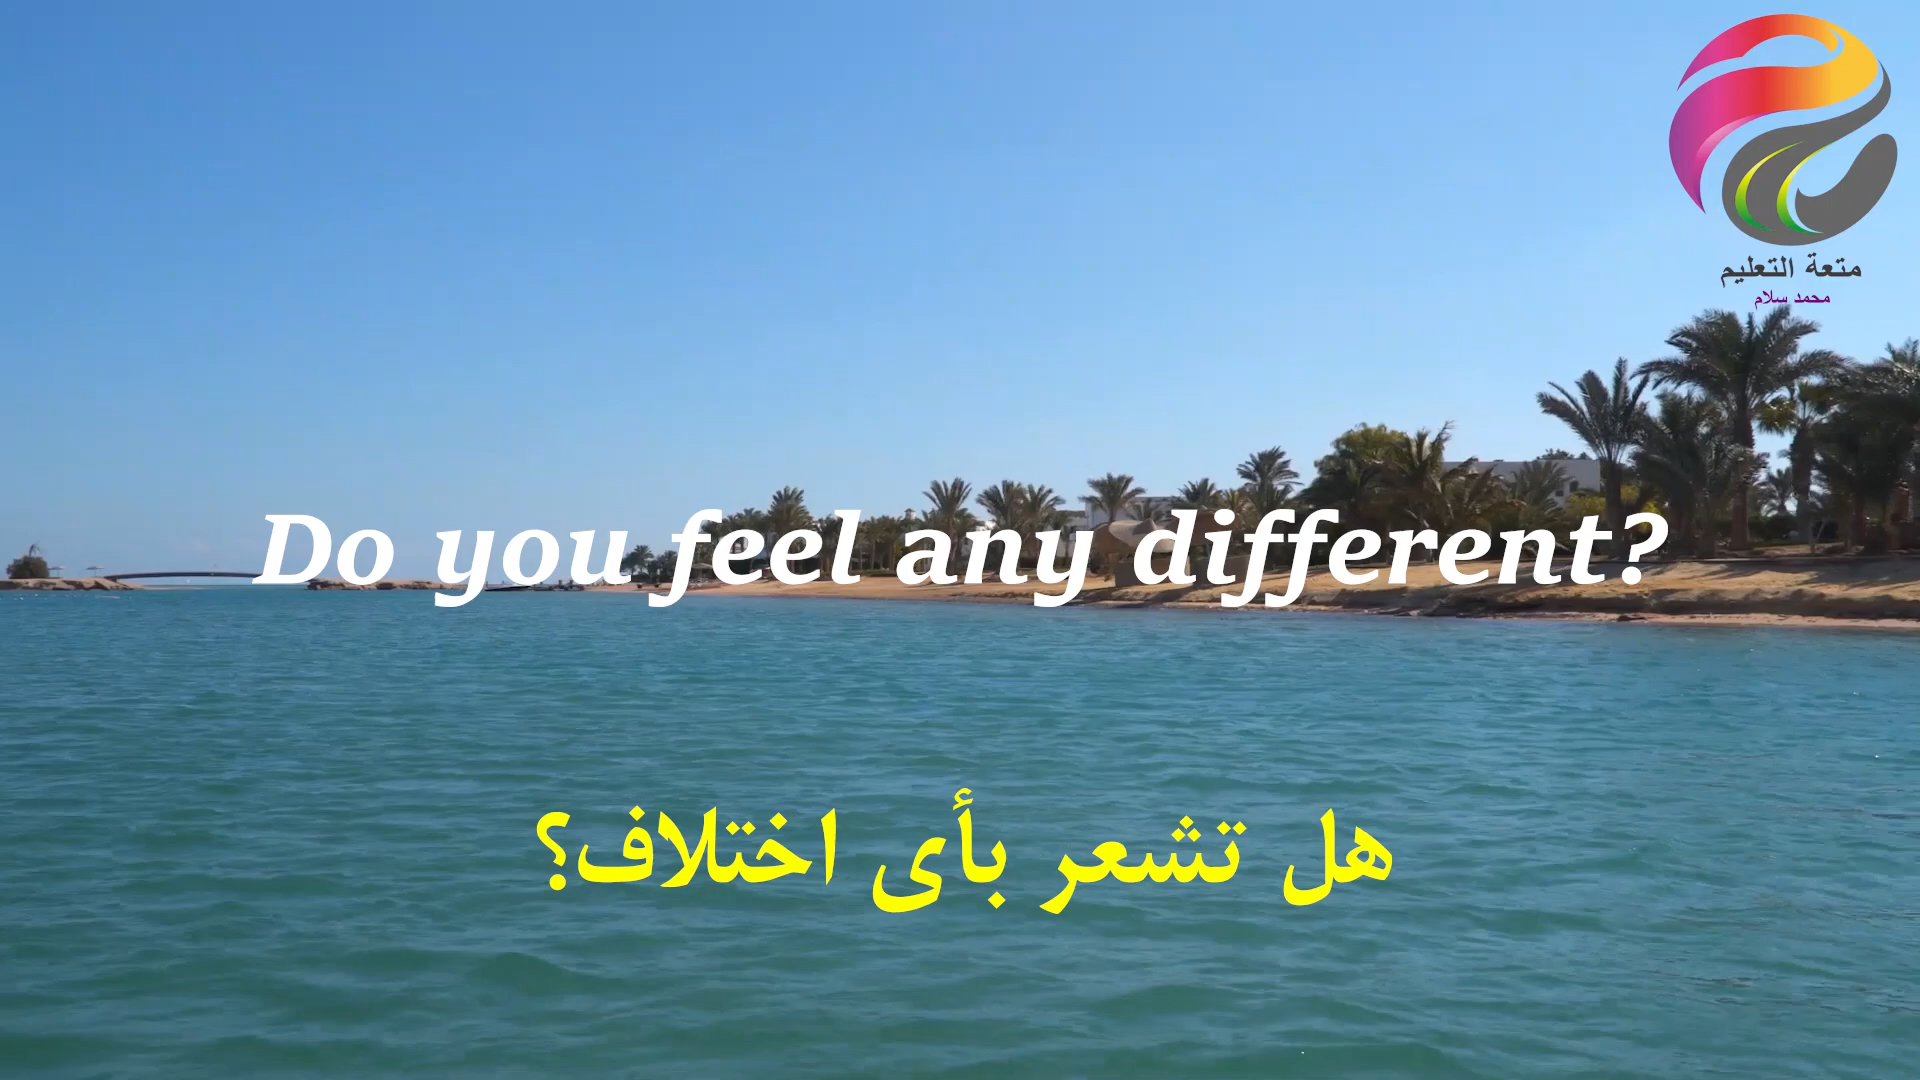 متعة التعليم
محمد سلام
Do you feel any different?
هل تشعر بأى اختلاف؟